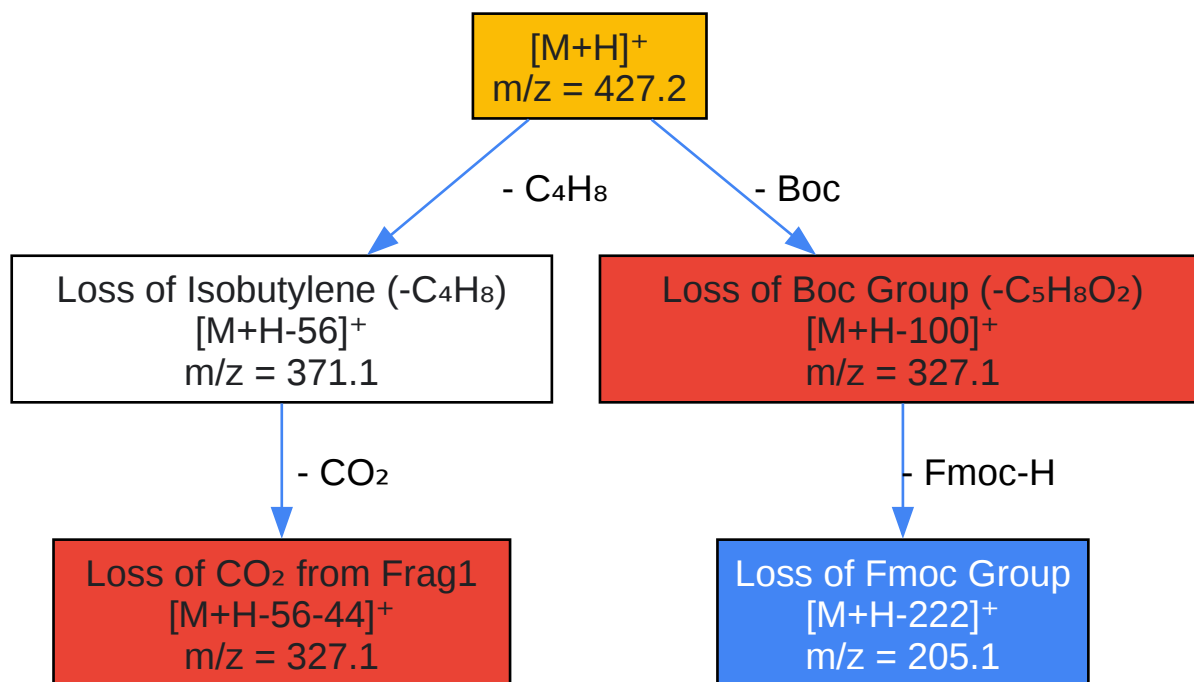 [M+H]⁺
m/z = 427.2
- C₄H₈
- Boc
Loss of Isobutylene (-C₄H₈)
[M+H-56]⁺
m/z = 371.1
Loss of Boc Group (-C₅H₈O₂)
[M+H-100]⁺
m/z = 327.1
- CO₂
- Fmoc-H
Loss of CO₂ from Frag1
[M+H-56-44]⁺
m/z = 327.1
Loss of Fmoc Group
[M+H-222]⁺
m/z = 205.1